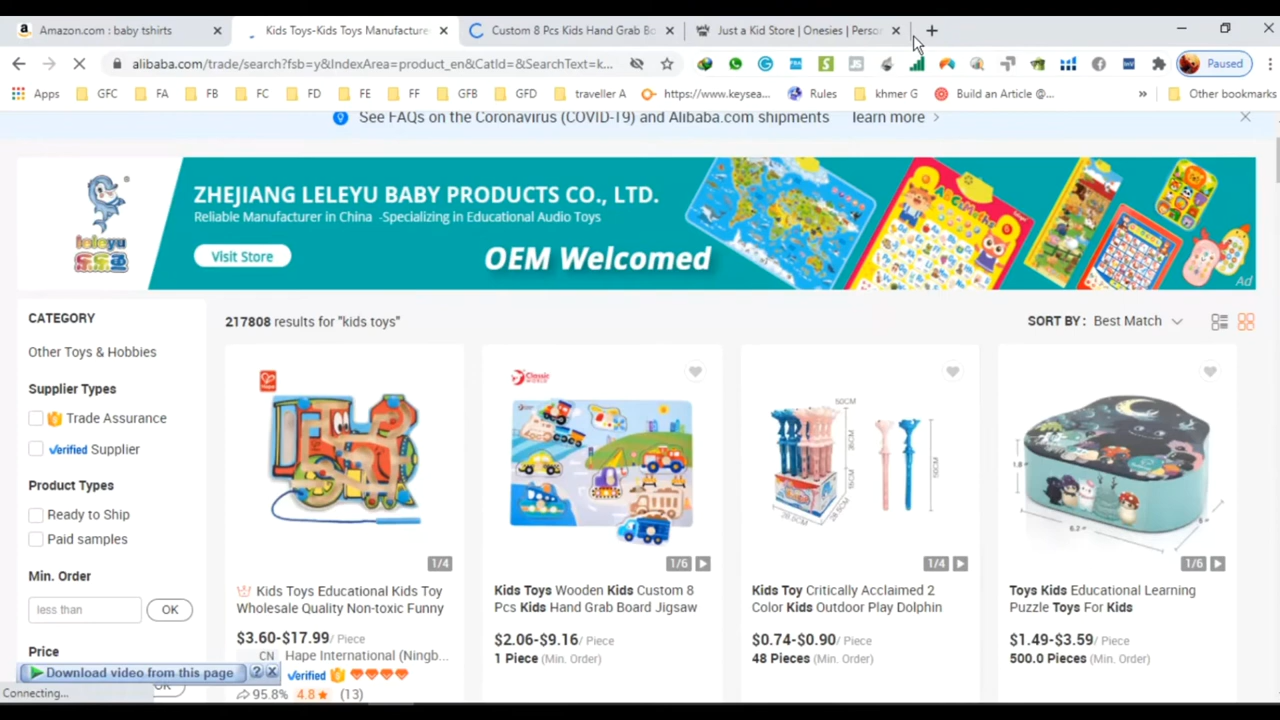 Amazon.com : baby tshirts
Kids Toys-Kids Toys Manufacture
Custom 8 Pcs Kids Hand Grab Bo
Just a Kid Store | Onesies | Perso
alibaba.com/trade/search?fsb=y&IndexArea=product_en&CatId=&SearchText=k...
Paused
Apps GFC FA FB FC FD FE FF GFB GFD traveller A https://www.keysea... Rules khmer G Build an Article @... » Other bookmarks
See FAQs on the Coronavirus (COVID-19) and Alibaba.com shipments learn more >
ZHEJIANG LELEYU BABY PRODUCTS CO., LTD.
Reliable Manufacturer in China -Specializing in Educational Audio Toys
leleyu
乐乐鱼
Visit Store
OEM Welcomed
Ad
CATEGORY
Other Toys & Hobbies
Supplier Types
Trade Assurance
Verified Supplier
Product Types
Ready to Ship
Paid samples
Min. Order
less than OK
Price
OK
217808 results for "kids toys"
SORT BY : Best Match
1/4
Kids Toys Educational Kids Toy
Wholesale Quality Non-toxic Funny
$3.60-$17.99 / Piece
CN Hape International (Ningb...
Verified
95.8% 4.8 (13)
Classic
WORLD
1/6
Kids Toys Wooden Kids Custom 8
Pcs Kids Hand Grab Board Jigsaw
$2.06-$9.16 / Piece
1 Piece (Min. Order)
50CM
50CM
1/4
Kids Toy Critically Acclaimed 2
Color Kids Outdoor Play Dolphin
$0.74-$0.90 / Piece
48 Pieces (Min. Order)
1/6
Toys Kids Educational Learning
Puzzle Toys For Kids
$1.49-$3.59 / Piece
500.0 Pieces (Min. Order)
Download video from this page ? X
Connecting...